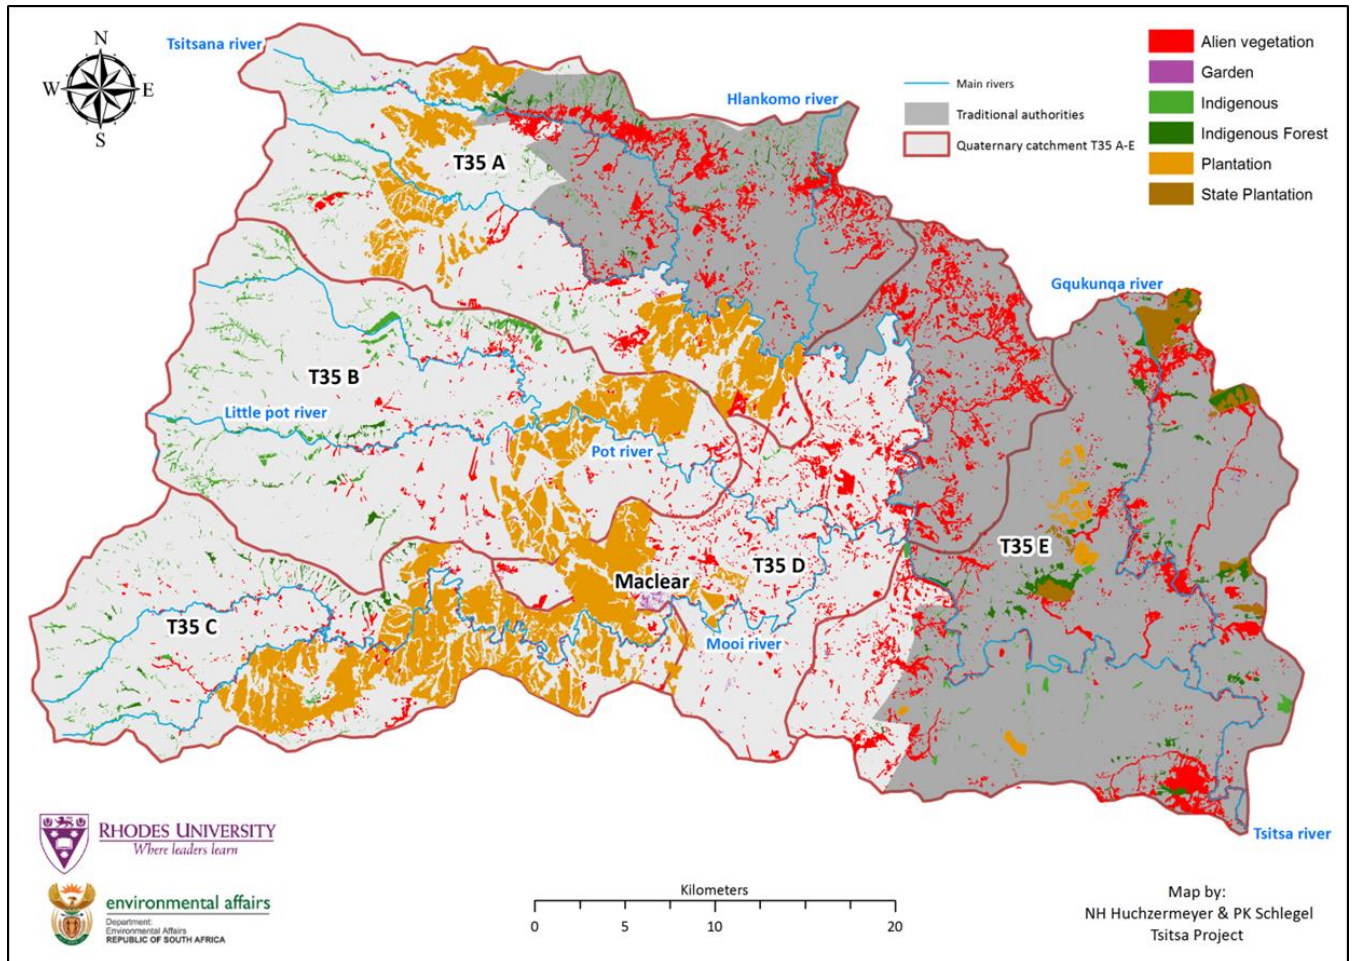 N
W
E
S
Tsitsana river
Hlankomo river
Gqukunqa river
Main rivers
Traditional authorities
Quaternary catchment T35 A-E
Alien vegetation
Garden
Indigenous
Indigenous Forest
Plantation
State Plantation
T35 A
T35 B
Little pot river
Pot river
T35 E
T35 D
Maclear
T35 C
Mooi river
Tsitsa river
RHODES UNIVERSITY
Where leaders learn
environmental affairs
Department:
Environmental Affairs
REPUBLIC OF SOUTH AFRICA
Kilometers
0 5 10 20
Map by:
NH Huchzermeyer & PK Schlegel
Tsitsa Project